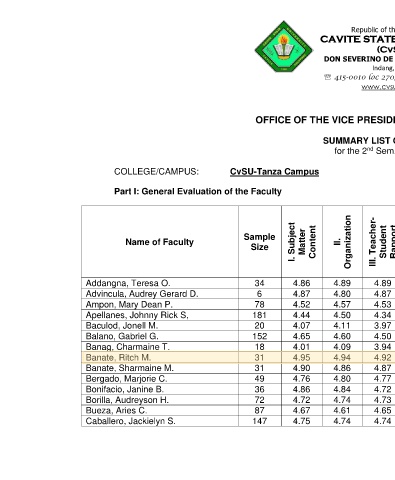 Republic of th
CAVITE STATE
(CvS
DON SEVERINO DE
Indang,
☏ 415-0010 loc 270,
www.cvs
OFFICE OF THE VICE PRESIDE
SUMMARY LIST O
for the 2nd Sem
COLLEGE/CAMPUS: CvSU-Tanza Campus
Part I: General Evaluation of the Faculty
Name of Faculty Sample Size I. Subject Matter Content II. Organization III. Teacher-Student Rapport
Addangna, Teresa O. 34 4.86 4.89 4.89
Advincula, Audrey Gerard D. 6 4.87 4.80 4.87
Ampon, Mary Dean P. 78 4.52 4.57 4.53
Apellanes, Johnny Rick S, 181 4.44 4.50 4.34
Baculod, Jonell M. 20 4.07 4.11 3.97
Balano, Gabriel G. 152 4.65 4.60 4.50
Banag, Charmaine T. 18 4.01 4.09 3.94
Banate, Ritch M. 31 4.95 4.94 4.92
Banate, Sharmaine M. 31 4.90 4.86 4.87
Bergado, Marjorie C. 49 4.76 4.80 4.77
Bonifacio, Janine B. 36 4.86 4.84 4.72
Borilla, Audreyson H. 72 4.72 4.74 4.73
Bueza, Aries C. 87 4.67 4.61 4.65
Caballero, Jackielyn S. 147 4.75 4.74 4.74